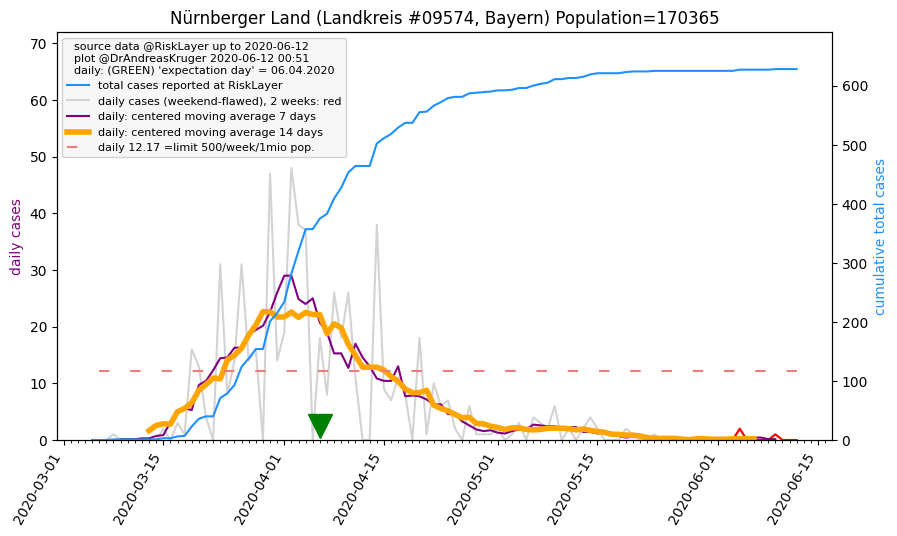 Nürnberger Land (Landkreis #09574, Bayern) Population=170365
source data @RiskLayer up to 2020-06-12
plot @DrAndreasKruger 2020-06-12 00:51
daily: (GREEN) 'expectation day' = 06.04.2020
total cases reported at RiskLayer
daily cases (weekend-flawed), 2 weeks: red
daily: centered moving average 7 days
daily: centered moving average 14 days
daily 12.17 =limit 500/week/1mio pop.
daily cases
70
60
50
40
30
20
10
0
cumulative total cases
600
500
400
300
200
100
0
2020-03-01
2020-03-15
2020-04-01
2020-04-15
2020-05-01
2020-05-15
2020-06-01
2020-06-15